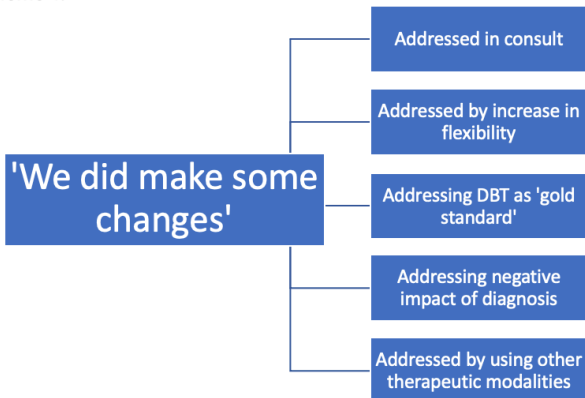 'We did make some
changes'
Addressed in consult
Addressed by increase in
flexibility
Addressing DBT as 'gold
standard'
Addressing negative
impact of diagnosis
Addressed by using other
therapeutic modalities